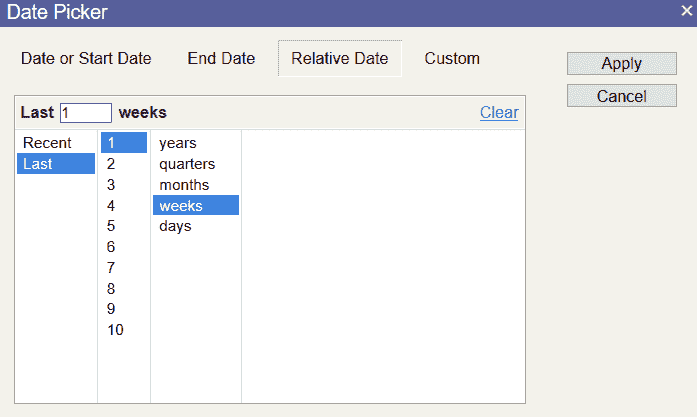 Date Picker ×
Date or Start Date End Date Relative Date Custom
Apply
Cancel
Last 1 weeks Clear
Recent 1 years
Last 2 quarters
3 months
4 weeks
5 days
6
7
8
9
10